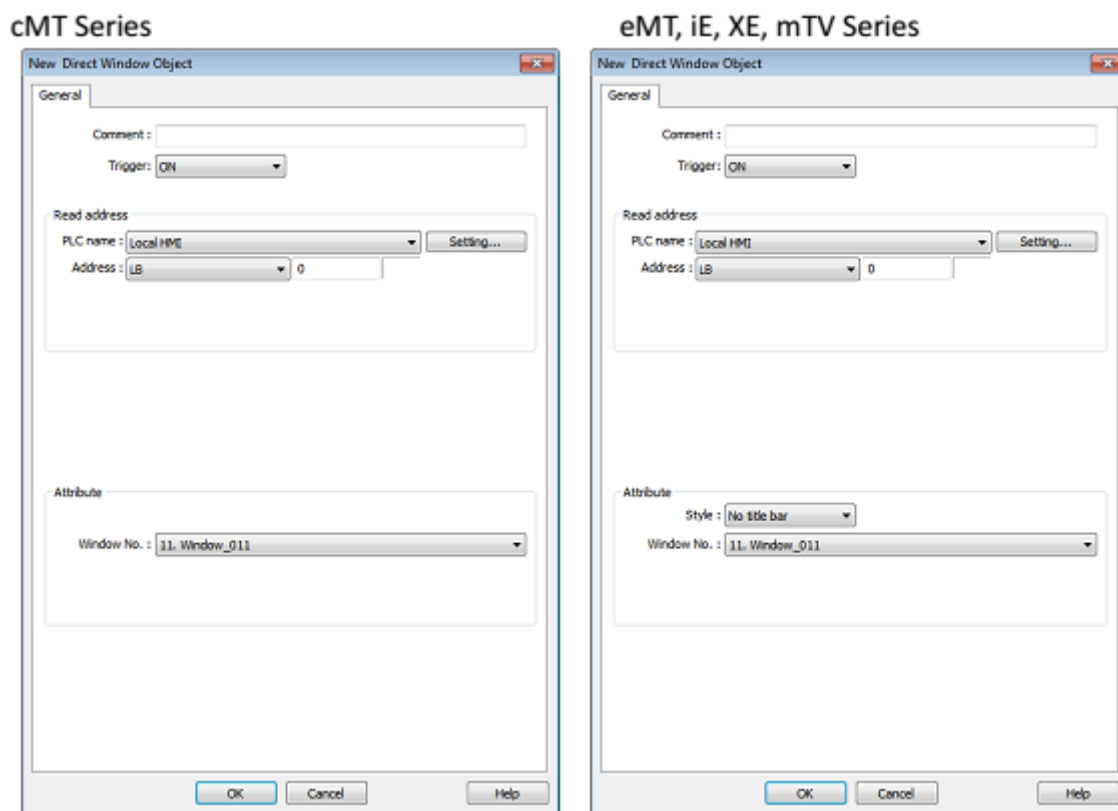 cMT Series
New Direct Window Object
General
Comment :
Trigger: ON
Read address
PLC name : Local HMI Setting...
Address : LB 0
Attribute
Window No. : 11. Window_011
OK Cancel Help
eMT, iE, XE, mTV Series
New Direct Window Object
General
Comment :
Trigger: ON
Read address
PLC name : Local HMI Setting...
Address : LB 0
Attribute
Style : No title bar
Window No. : 11. Window_011
OK Cancel Help